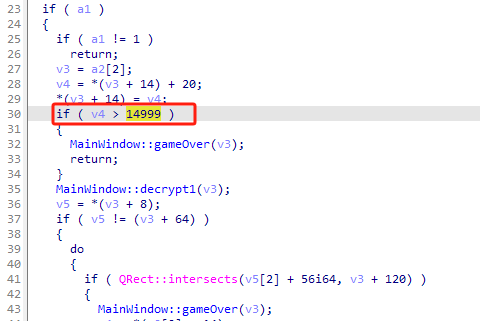 23 if ( a1 )
24 {
25 if ( a1 != 1 )
26 return;
27 v3 = a2[2];
28 v4 = *(v3 + 14) + 20;
29 *(v3 + 14) = v4;
30 if ( v4 > 14999 )
31 {
32 MainWindow::gameOver(v3);
33 return;
34 }
35 MainWindow::decrypt1(v3);
36 v5 = *(v3 + 8);
37 if ( v5 != (v3 + 64) )
38 {
39 do
40 {
41 if ( QRect::intersects(v5[2] + 56i64, v3 + 120) )
42 {
43 MainWindow::gameOver(v3);